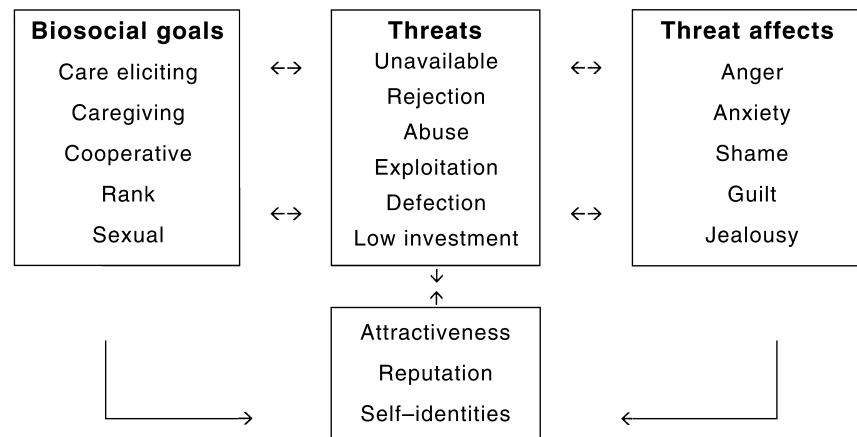 Biosocial goals
Care eliciting
Caregiving
Cooperative
Rank
Sexual
Threats
Unavailable
Rejection
Abuse
Exploitation
Defection
Low investment
Threat affects
Anger
Anxiety
Shame
Guilt
Jealousy
Attractiveness
Reputation
Self–identities